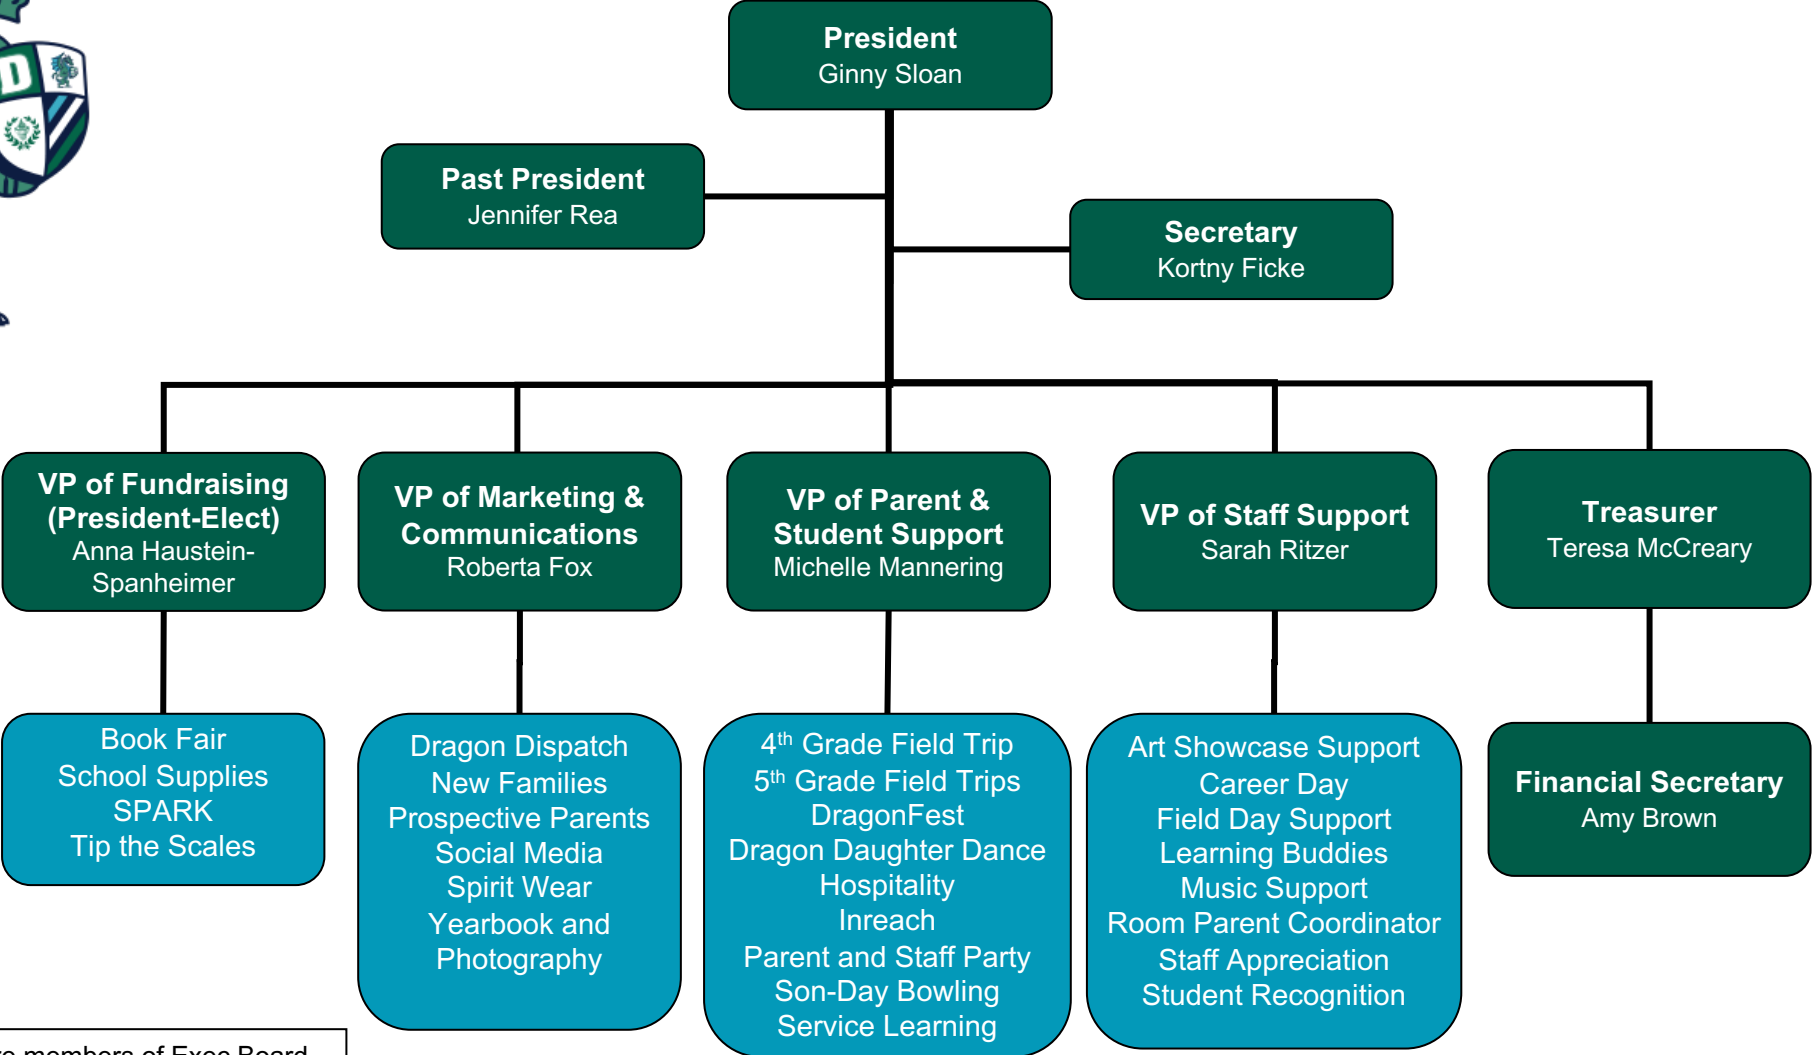 D
President
Ginny Sloan
Past President
Jennifer Rea
Secretary
Kortny Ficke
VP of Fundraising
(President-Elect)
Anna Haustein-
Spanheimer
VP of Marketing &
Communications
Roberta Fox
VP of Parent &
Student Support
Michelle Mannering
VP of Staff Support
Sarah Ritzer
Treasurer
Teresa McCreary
Book Fair
School Supplies
SPARK
Tip the Scales
Dragon Dispatch
New Families
Prospective Parents
Social Media
Spirit Wear
Yearbook and
Photography
4th Grade Field Trip
5th Grade Field Trips
DragonFest
Dragon Daughter Dance
Hospitality
Inreach
Parent and Staff Party
Son-Day Bowling
Service Learning
Art Showcase Support
Career Day
Field Day Support
Learning Buddies
Music Support
Room Parent Coordinator
Staff Appreciation
Student Recognition
Financial Secretary
Amy Brown
members of Exec Board